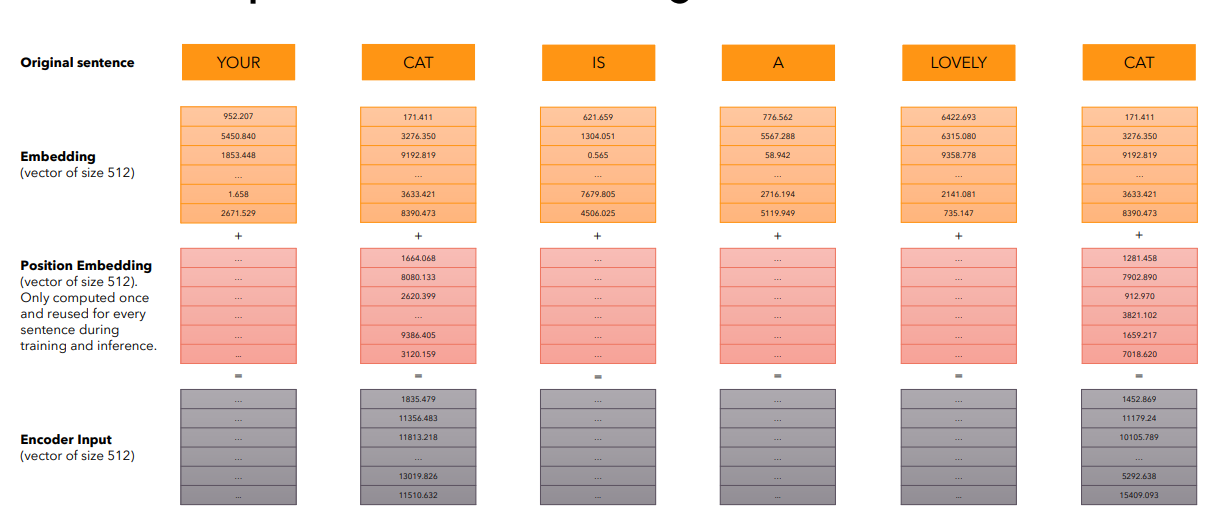 Original sentence YOUR CAT IS A LOVELY CAT
952.207 171.411 621.659 776.562 6422.693 171.411
5450.840 3276.350 1304.051 5567.288 6315.080 3276.350
Embedding 1853.448 9192.819 0.565 58.942 9358.778 9192.819
(vector of size 512) ... ... ... ... ... ...
1.658 3633.421 7679.805 2716.194 2141.081 3633.421
2671.529 8390.473 4506.025 5119.949 735.147 8390.473
+ + + + + +
Position Embedding ... 1664.068 ... ... ... 1281.458
(vector of size 512). ... 8080.133 ... ... ... 7902.890
Only computed once ... 2620.399 ... ... ... 912.970
and reused for every ... ... ... ... ... 3821.102
sentence during ... 9386.405 ... ... ... 1659.217
training and inference. ... 3120.159 ... ... ... 7018.620
= = = = = =
... 1835.479 ... ... ... 1452.869
... 11356.483 ... ... ... 11179.24
Encoder Input ... 11813.218 ... ... ... 10105.789
(vector of size 512) ... ... ... ... ... ...
... 13019.826 ... ... ... 5292.638
... 11510.632 ... ... ... 15409.093